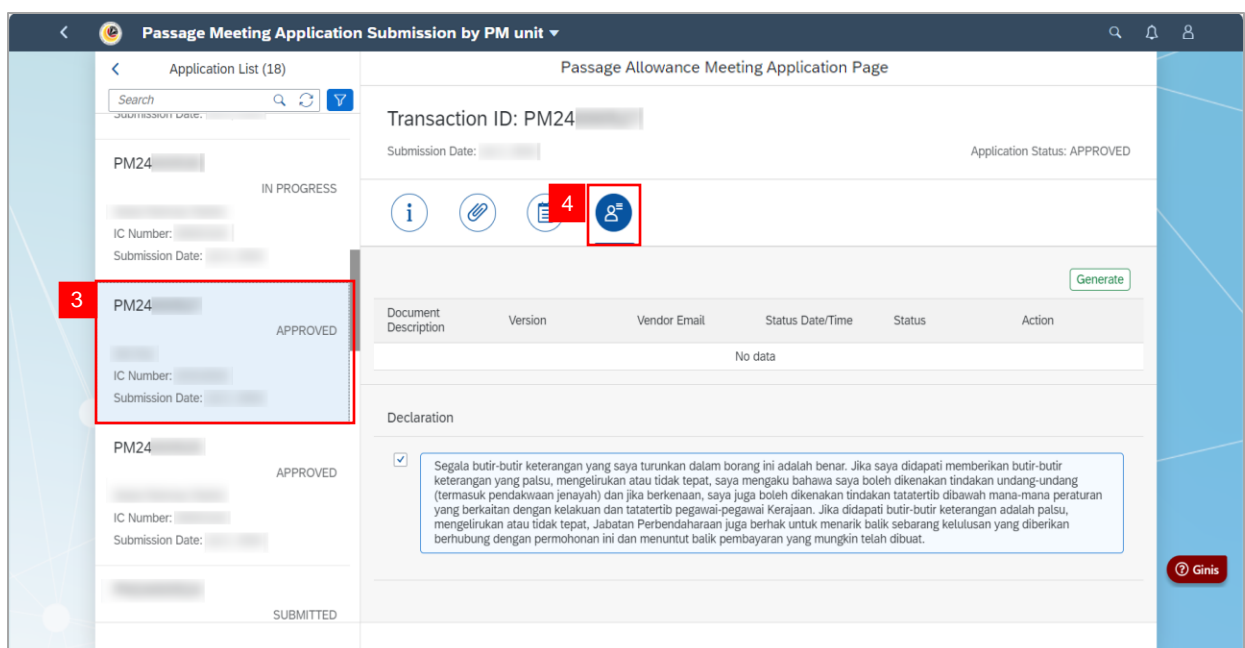 Passage Meeting Application Submission by PM unit
Application List (18)
Search
Submission Date:
PM24
IN PROGRESS
IC Number:
Submission Date:
3
PM24
APPROVED
IC Number:
Submission Date:
PM24
APPROVED
IC Number:
Submission Date:
SUBMITTED
Passage Allowance Meeting Application Page
Transaction ID: PM24
Submission Date:
Application Status: APPROVED
4
Generate
Document Description Version Vendor Email Status Date/Time Status Action
No data
Declaration
Segala butir-butir keterangan yang saya turunkan dalam borang ini adalah benar. Jika saya didapati memberikan butir-butir
keterangan yang palsu, mengelirukan atau tidak tepat, saya mengaku bahawa saya boleh dikenakan tindakan undang-undang
(termasuk pendakwaan jenayah) dan jika berkenaan, saya juga boleh dikenakan tindakan tatatertib dibawah mana-mana peraturan
yang berkaitan dengan kelakuan dan tatatertib pegawai-pegawai Kerajaan. Jika didapati butir-butir keterangan adalah palsu,
mengelirukan atau tidak tepat, Jabatan Perbendaharaan juga berhak untuk menarik balik sebarang kelulusan yang diberikan
berhubung dengan permohonan ini dan menuntut balik pembayaran yang mungkin telah dibuat.
Ginis